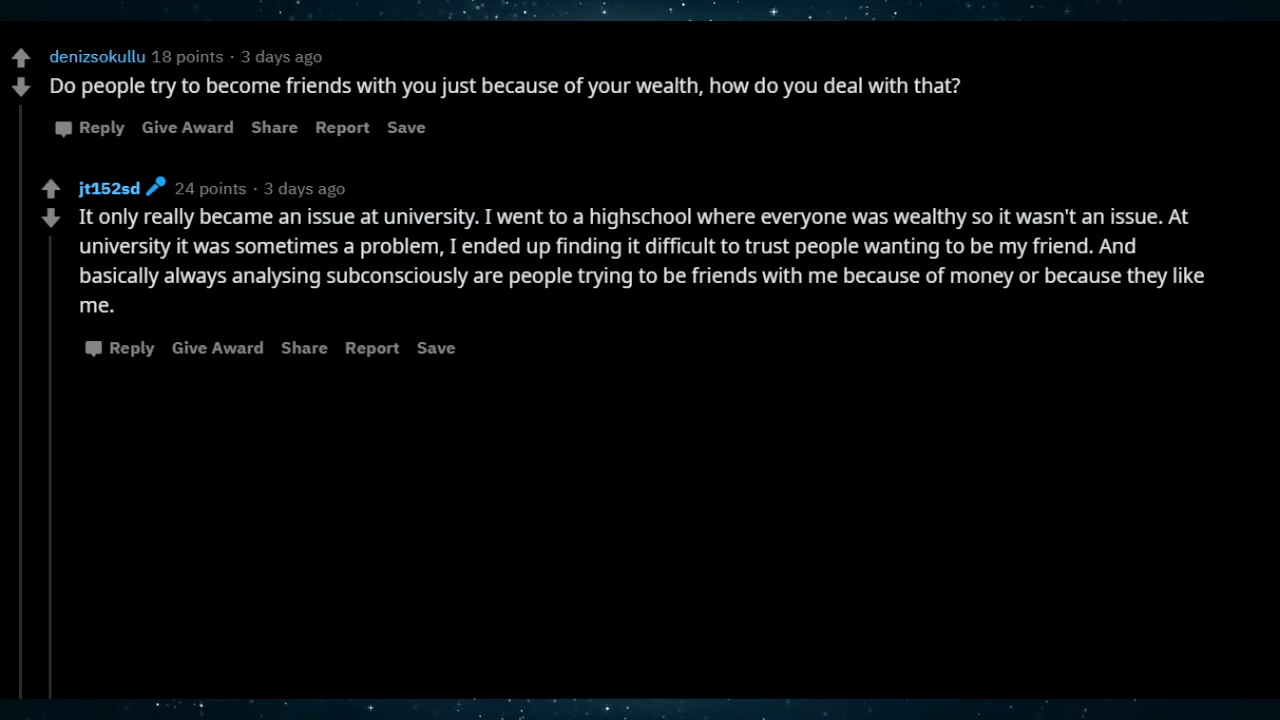 denizsokullu 18 points · 3 days ago
Do people try to become friends with you just because of your wealth, how do you deal with that?
Reply Give Award Share Report Save
jt152sd 24 points · 3 days ago
It only really became an issue at university. I went to a highschool where everyone was wealthy so it wasn't an issue. At
university it was sometimes a problem, I ended up finding it difficult to trust people wanting to be my friend. And
basically always analysing subconsciously are people trying to be friends with me because of money or because they like
me.
Reply Give Award Share Report Save